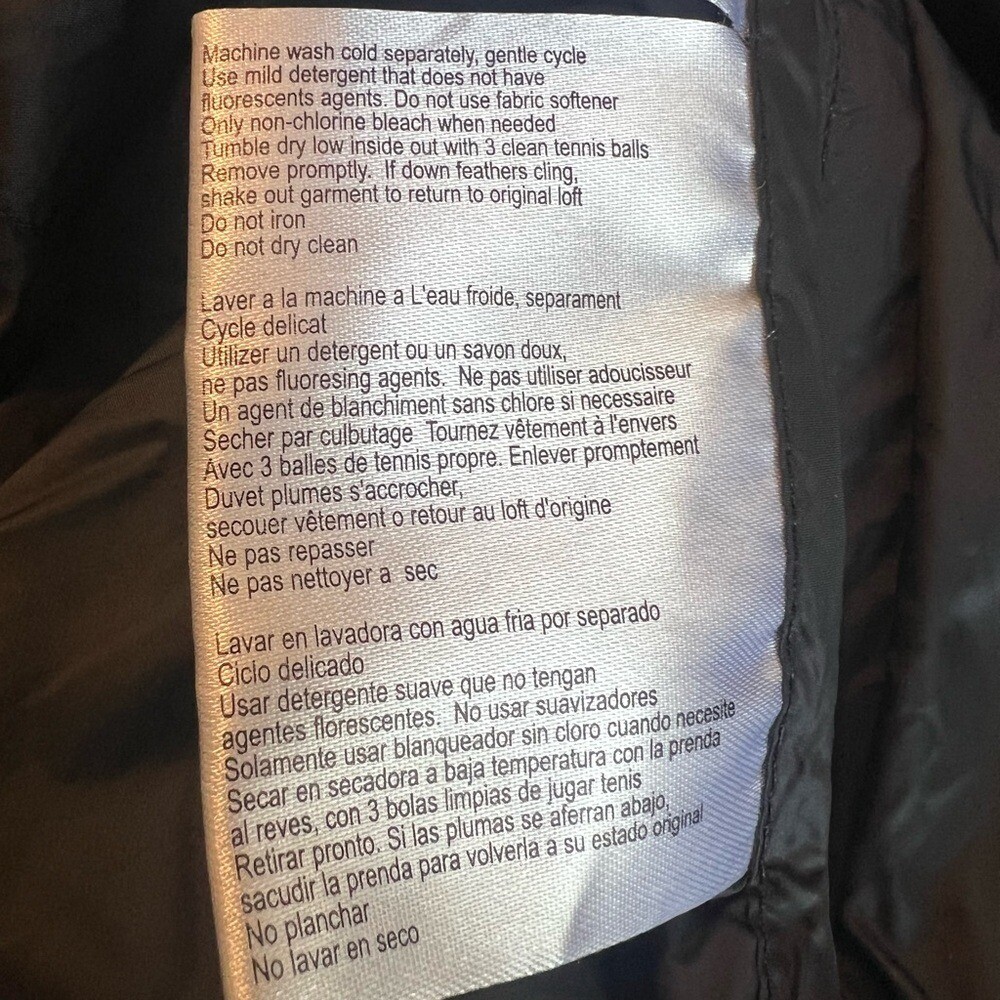 Machine wash cold separately, gentle cycle
Use mild detergent that does not have
fluorescents agents. Do not use fabric softener
Only non-chlorine bleach when needed
Tumble dry low inside out with 3 clean tennis balls
Remove promptly. If down feathers cling,
shake out garment to return to original loft
Do not iron
Do not dry clean
Laver a la machine a L'eau froide, separament
Cycle delicat
Utilizer un detergent ou un savon doux,
ne pas fluoresing agents. Ne pas utiliser adoucisseur
Un agent de blanchiment sans chlore si necessaire
Secher par culbutage Tournez vêtement à l'envers
Avec 3 balles de tennis propre. Enlever promptement
Duvet plumes s'accrocher,
secouer vêtement o retour au loft d'origine
Ne pas repasser
Ne pas nettoyer a sec
Lavar en lavadora con agua fria por separado
Ciclo delicado
Usar detergente suave que no tengan
agentes florescentes. No usar suavizadores
Solamente usar blanqueador sin cloro cuando necesite
Secar en secadora a baja temperatura con la prenda
al reves, con 3 bolas limpias de jugar tenis
Retirar pronto. Si las plumas se aferran abajo,
sacudir la prenda para volverla a su estado original
No planchar
No lavar en seco